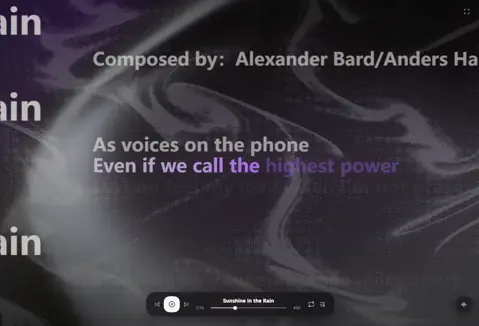 ain
Composed by: Alexander Bard/Anders Ha
ain
As voices on the phone
Even if we call the highest power
ain
Sunshine in the Rain